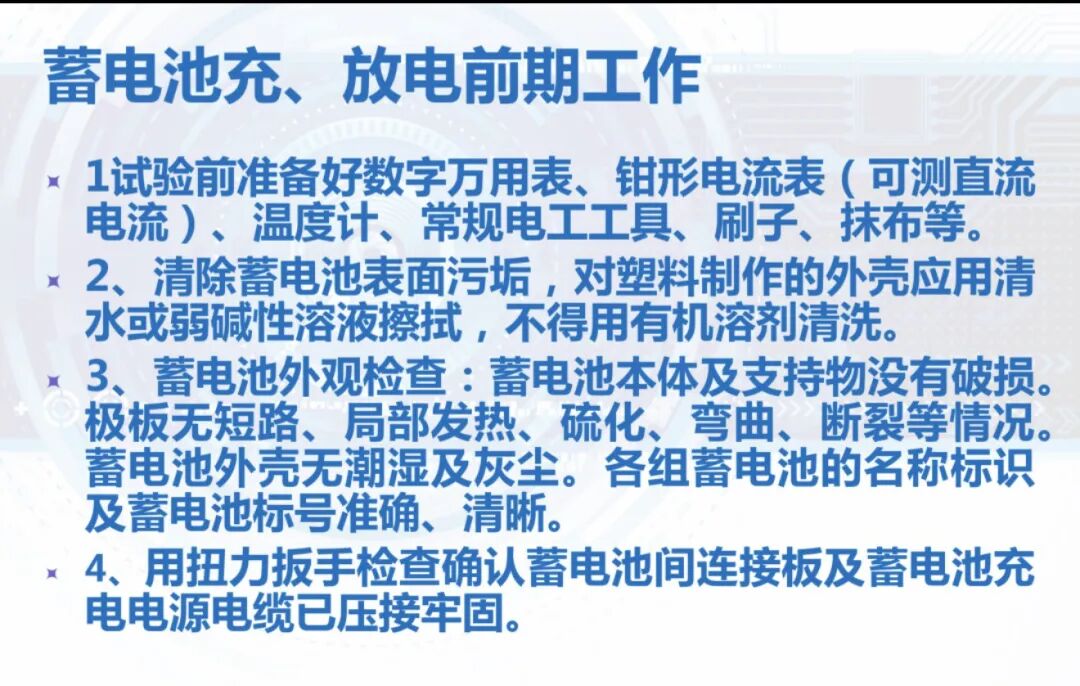 蓄电池充、放电前期工作
1试验前准备好数字万用表、钳形电流表（可测直流
电流）、温度计、常规电工工具、刷子、抹布等。
2、清除蓄电池表面污垢，对塑料制作的外壳应用清
水或弱碱性溶液擦拭，不得用有机溶剂清洗。
3、蓄电池外观检查：蓄电池本体及支持物没有破损。
极板无短路、局部发热、硫化、弯曲、断裂等情况。
蓄电池外壳无潮湿及灰尘。各组蓄电池的名称标识
及蓄电池标号准确、清晰。
4、用扭力扳手检查确认蓄电池间连接板及蓄电池充
电电源电缆已压接牢固。